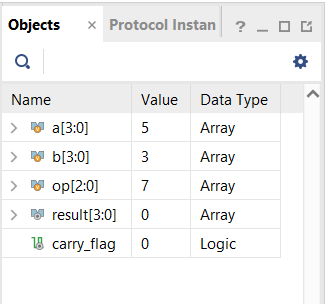 Objects × Protocol Instan ? _
Name Value Data Type
a[3:0] 5 Array
b[3:0] 3 Array
op[2:0] 7 Array
result[3:0] 0 Array
carry_flag 0 Logic